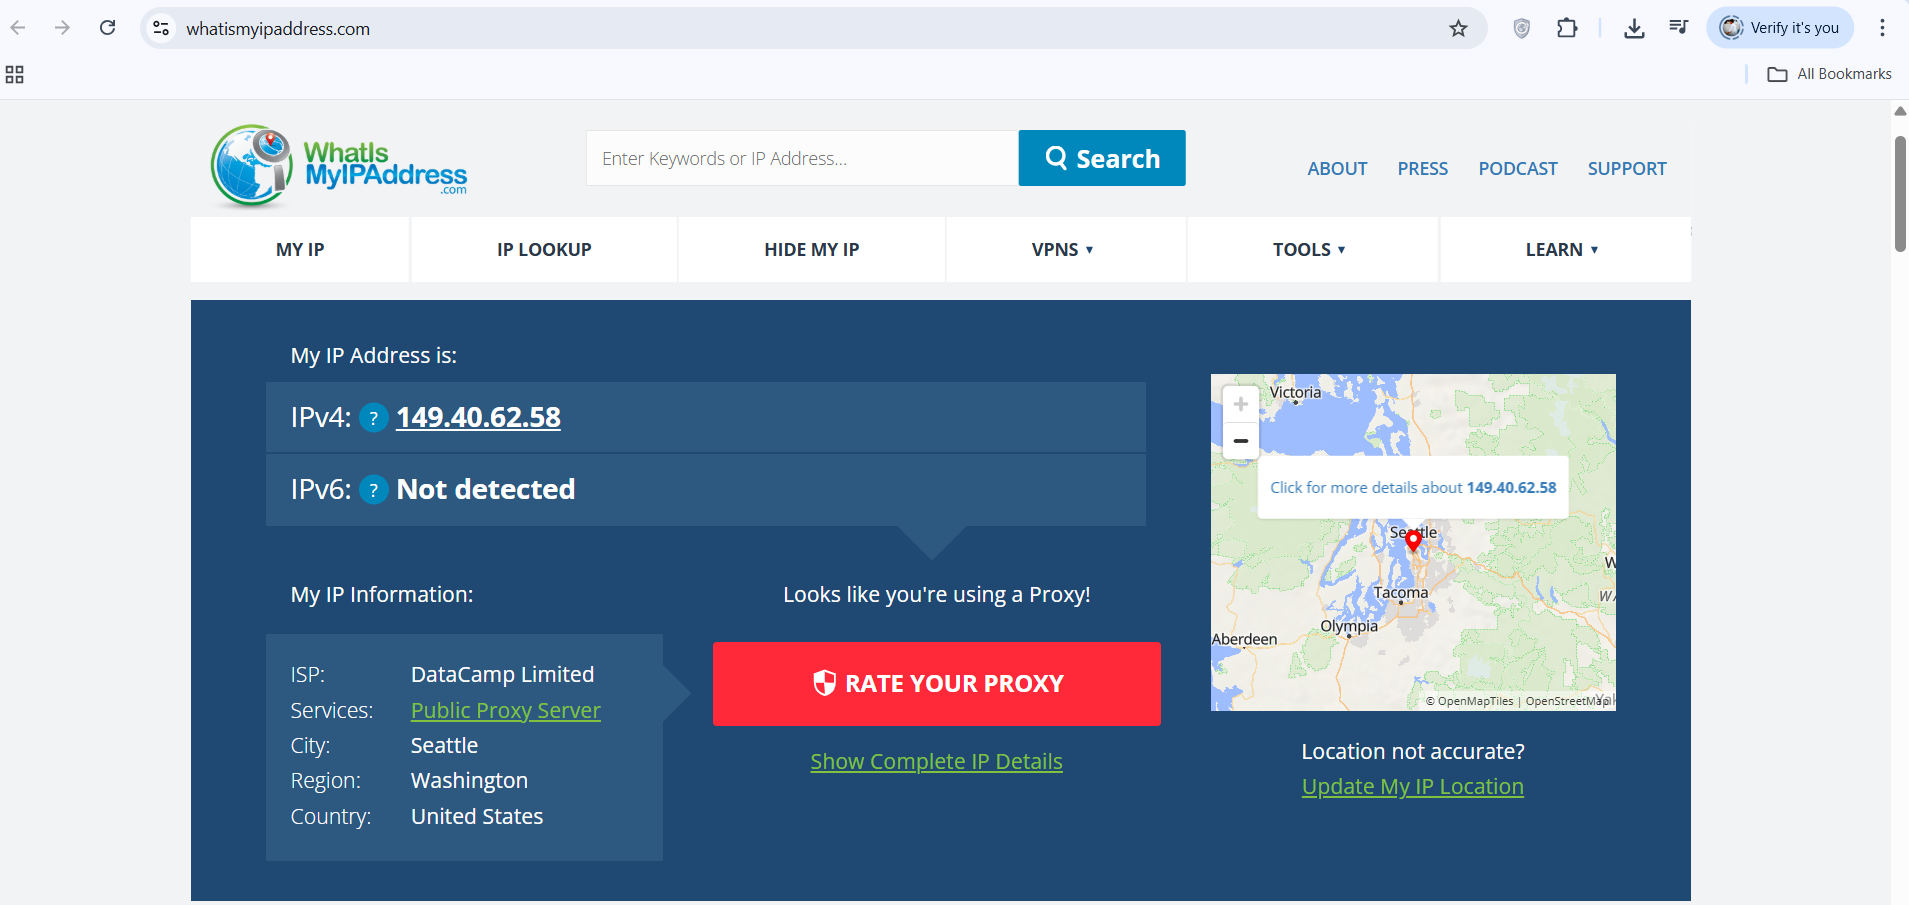 whatismyipaddress.com
Verify it's you
All Bookmarks
WhatIs
MyIPAddress
.com
Enter Keywords or IP Address...
Search
ABOUT PRESS PODCAST SUPPORT
MY IP IP LOOKUP HIDE MY IP VPNS ▼ TOOLS ▼ LEARN ▼
My IP Address is:
IPv4: ? 149.40.62.58
IPv6: ? Not detected
My IP Information:
ISP: DataCamp Limited
Services: Public Proxy Server
City: Seattle
Region: Washington
Country: United States
Looks like you're using a Proxy!
RATE YOUR PROXY
Show Complete IP Details
+
−
Victoria
Click for more details about 149.40.62.58
Seattle
Tacoma
Olympia
Aberdeen
© OpenMapTiles | OpenStreetMap
Location not accurate?
Update My IP Location